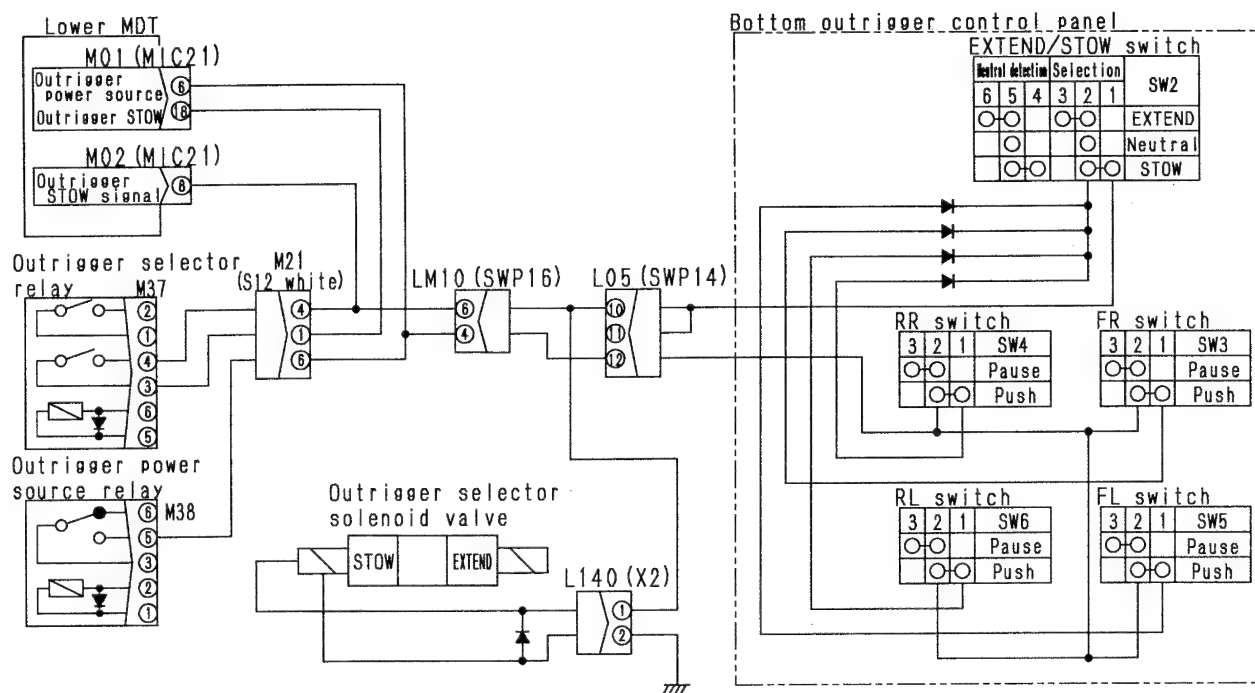 Lower MDT
M01 (MIC21)
Outrigger
power source
6
Outrigger STOW
18
M02 (MIC21)
Outrigger
STOW signal
8
Outrigger selector
relay
M37
2
1
4
3
6
5
M21
(S12 white)
4
1
6
LM10 (SWP16)
6
4
L05 (SWP14)
10
11
12
Outrigger power
source relay
M38
6
5
3
2
1
Outrigger selector
solenoid valve
STOW
EXTEND
L140 (X2)
1
2
Bottom outrigger control panel
EXTEND/STOW switch
Neutral detection Selection SW2
6 5 4 3 2 1
EXTEND
Neutral
STOW
RR switch
3 2 1 SW4
Pause
Push
FR switch
3 2 1 SW3
Pause
Push
RL switch
3 2 1 SW6
Pause
Push
FL switch
3 2 1 SW5
Pause
Push